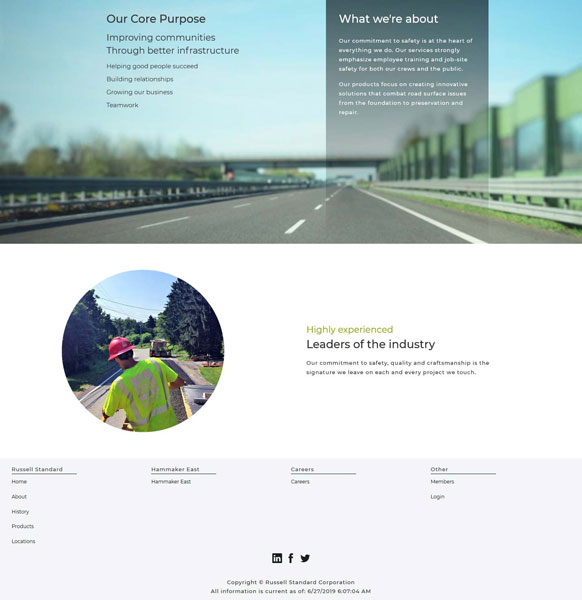 Our Core Purpose
Improving communities
Through better infrastructure
Helping good people succeed
Building relationships
Growing our business
Teamwork
What we're about
Our commitment to safety is at the heart of
everything we do. Our services strongly
emphasize employee training and job-site
safety for both our crews and the public.
Our products focus on creating innovative
solutions that combat road surface issues
from the foundation to preservation and
repair.
Highly experienced
Leaders of the industry
Our commitment to safety, quality and craftsmanship is the
signature we leave on each and every project we touch.
Russell Standard
Home
About
History
Products
Locations
Hammaker East
Hammaker East
Careers
Careers
Other
Members
Login
Copyright © Russell Standard Corporation
All information is current as of: 6/27/2019 6:07:04 AM